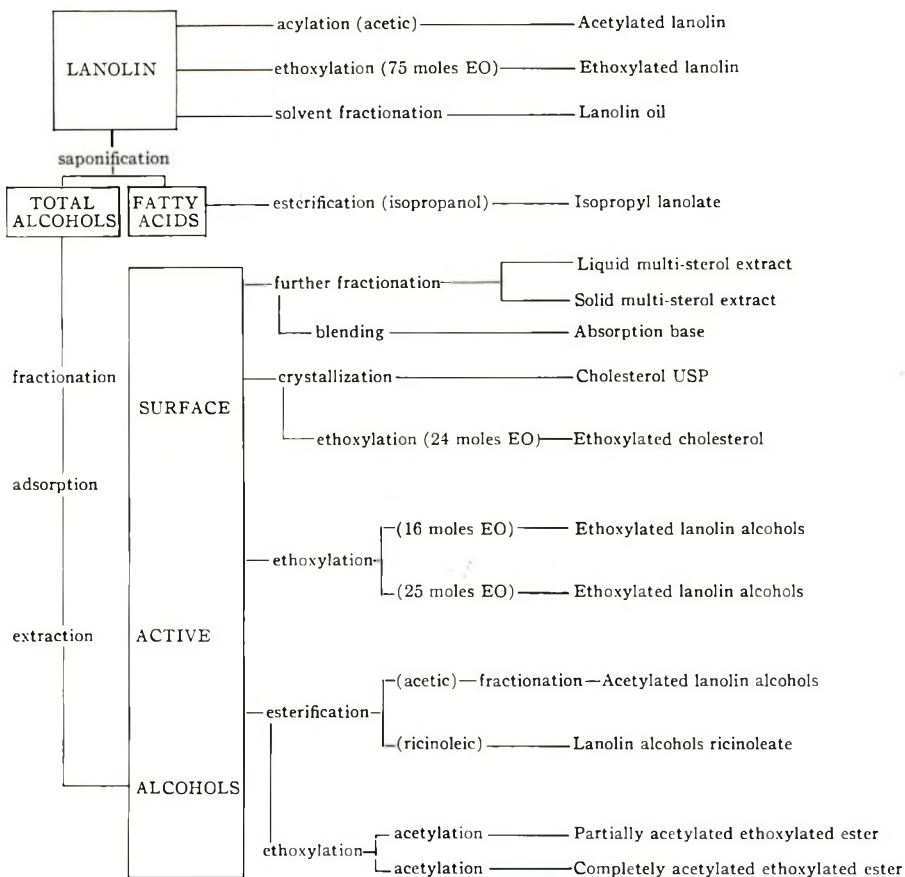 acylation (acetic) Acetylated lanolin
LANOLIN ethoxylation (75 moles EO) Ethoxylated lanolin
solvent fractionation Lanolin oil
saponification
TOTAL ALCOHOLS
FATTY ACIDS
esterification (isopropanol) Isopropyl lanolate
Liquid multi-sterol extract
further fractionation
Solid multi-sterol extract
blending Absorption base
fractionation
crystallization Cholesterol USP
SURFACE
ethoxylation (24 moles EO) Ethoxylated cholesterol
adsorption
(16 moles EO) Ethoxylated lanolin alcohols
ethoxylation
(25 moles EO) Ethoxylated lanolin alcohols
extraction
ACTIVE
(acetic) fractionation Acetylated lanolin alcohols
esterification
(ricinoleic) Lanolin alcohols ricinoleate
ALCOHOLS
acetylation Partially acetylated ethoxylated ester
ethoxylation
acetylation Completely acetylated ethoxylated ester